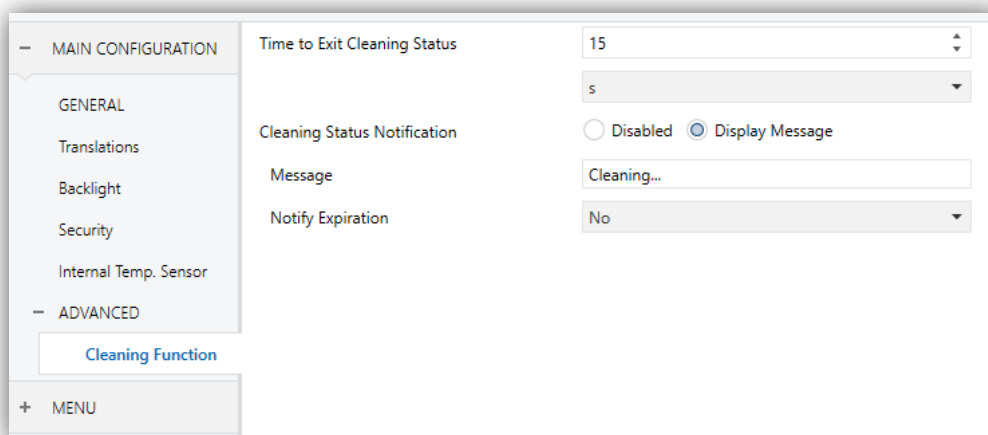 MAIN CONFIGURATION
GENERAL
Translations
Backlight
Security
Internal Temp. Sensor
ADVANCED
Cleaning Function
MENU
Time to Exit Cleaning Status
15
s
Cleaning Status Notification
Disabled
Display Message
Message
Cleaning...
Notify Expiration
No